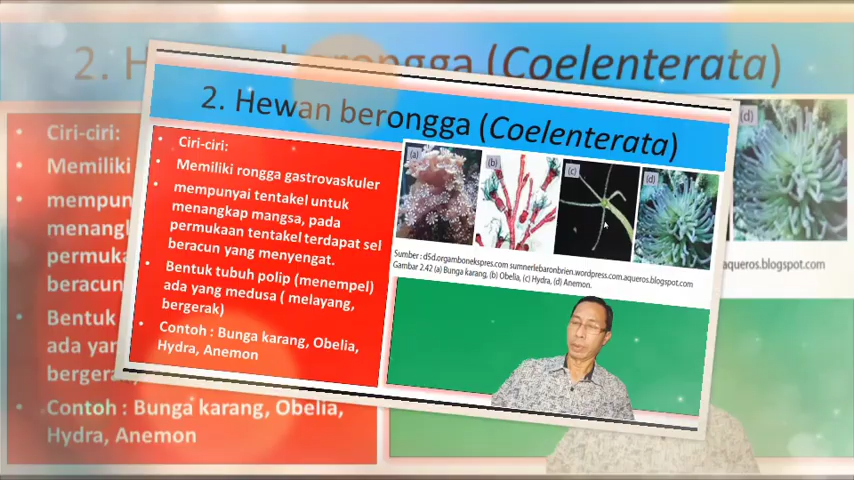 2. Hewan berongga (Coelenterata)
• Ciri-ciri:
• Memiliki rongga gastrovaskuler
• mempunyai tentakel untuk
menangkap mangsa, pada
permukaan tentakel terdapat sel
beracun yang menyengat.
• Bentuk tubuh polip (menempel)
ada yang medusa ( melayang,
bergerak)
• Contoh : Bunga karang, Obelia,
Hydra, Anemon
(a)
(b)
(c)
(d)
Sumber : d5d.orgambonekspres.com sumnerlebaronbrien.wordpress.com.aqueros.blogspot.com
Gambar 2.42 (a) Bunga karang, (b) Obelia, (c) Hydra, (d) Anemon.
2. H berongga (Coelenterata)
• Ciri-ciri:
• Memiliki
• mempun
menang
permuka
beracun
• Bentuk
ada yan
bergerak
• Contoh : Bunga karang, Obelia,
Hydra, Anemon
(d)
aqueros.blogspot.com